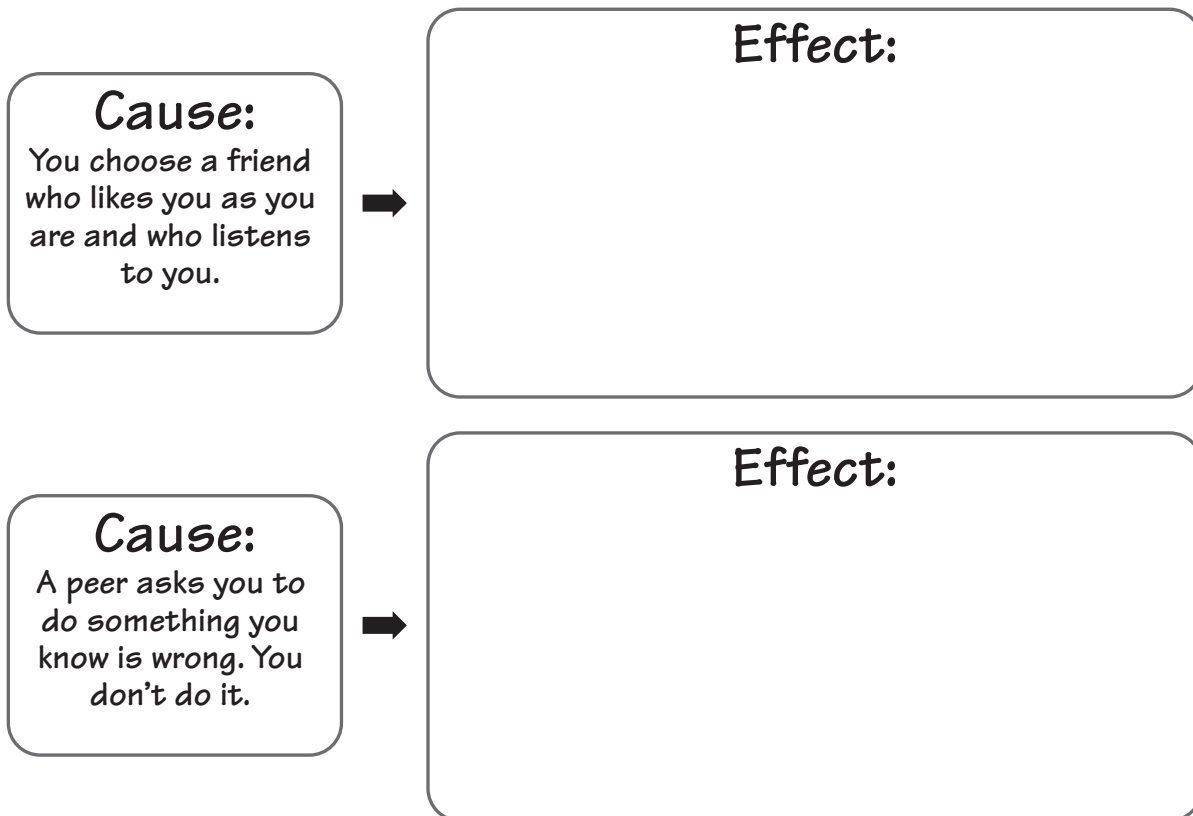 Effect:
Cause:
You choose a friend
who likes you as you
are and who listens
to you.
Effect:
Cause:
A peer asks you to
do something you
know is wrong. You
don't do it.